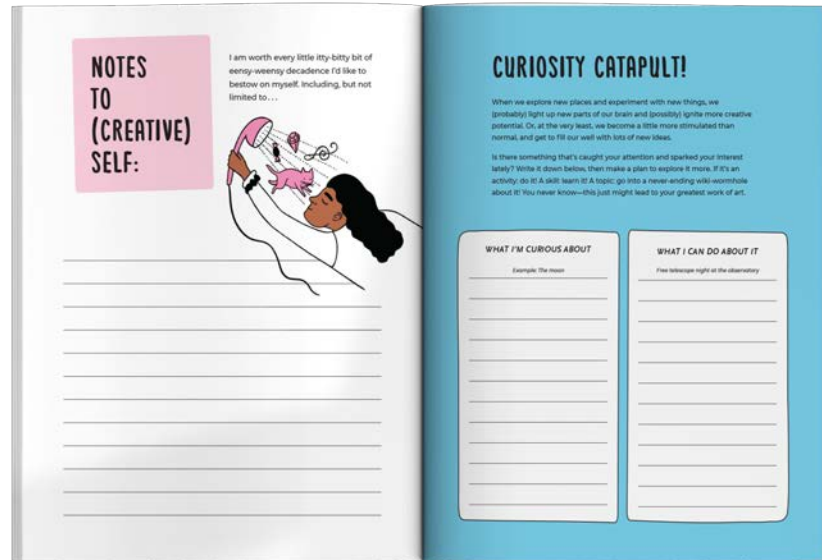 NOTES
TO
(CREATIVE)
SELF:
I am worth every little itty-bitty bit of
eensy-weensy decadence I'd like to
bestow on myself. Including, but not
limited to...
CURIOSITY CATAPULT!
When we explore new places and experiment with new things, we
(probably) light up new parts of our brain and (possibly) ignite more creative
potential. Or, at the very least, we become a little more stimulated than
normal, and get to fill our well with lots of new ideas.
Is there something that's caught your attention and sparked your interest
lately? Write it down below, then make a plan to explore it more. If it's an
activity: do it! A skill: learn it! A topic: go into a never-ending wiki-wormhole
about it! You never know—this just might lead to your greatest work of art.
WHAT I'M CURIOUS ABOUT
Example: The moon
WHAT I CAN DO ABOUT IT
Free telescope night at the observatory